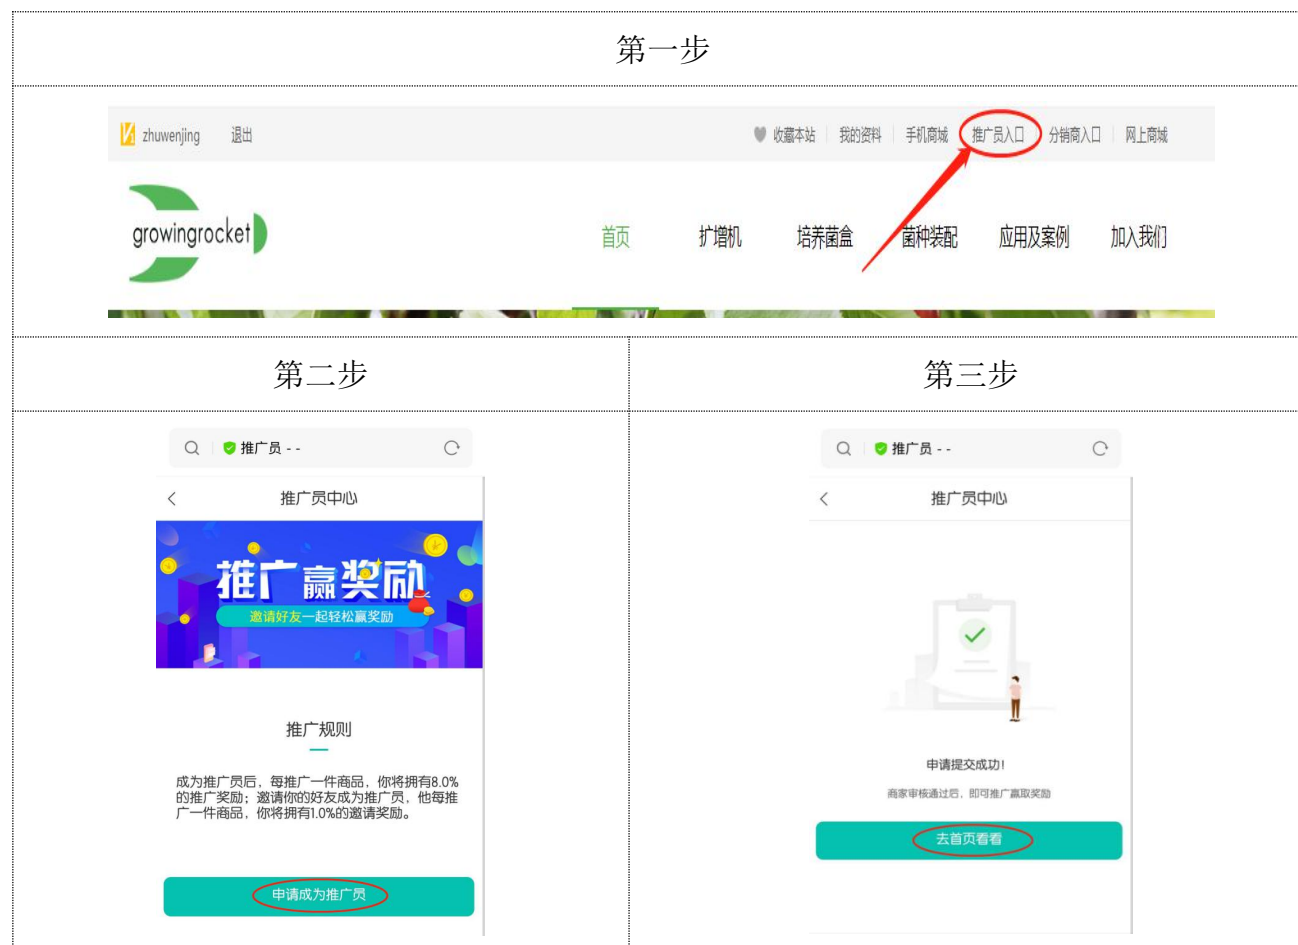 第一步
zhuwenjing 退出 收藏本站 我的资料 手机商城 推广员入口 分销商入口 网上商城
growingrocket 首页 扩增机 培养菌盒 菌种装配 应用及案例 加入我们
第二步
推广员 - -
推广员中心
推广赢奖励
邀请好友一起轻松赢奖励
推广规则
成为推广员后，每推广一件商品，你将拥有8.0%
的推广奖励；邀请你的好友成为推广员，他每推
广一件商品，你将拥有1.0%的邀请奖励。
申请成为推广员
第三步
推广员 - -
推广员中心
申请提交成功！
商家审核通过后，即可推广赢取奖励
去首页看看